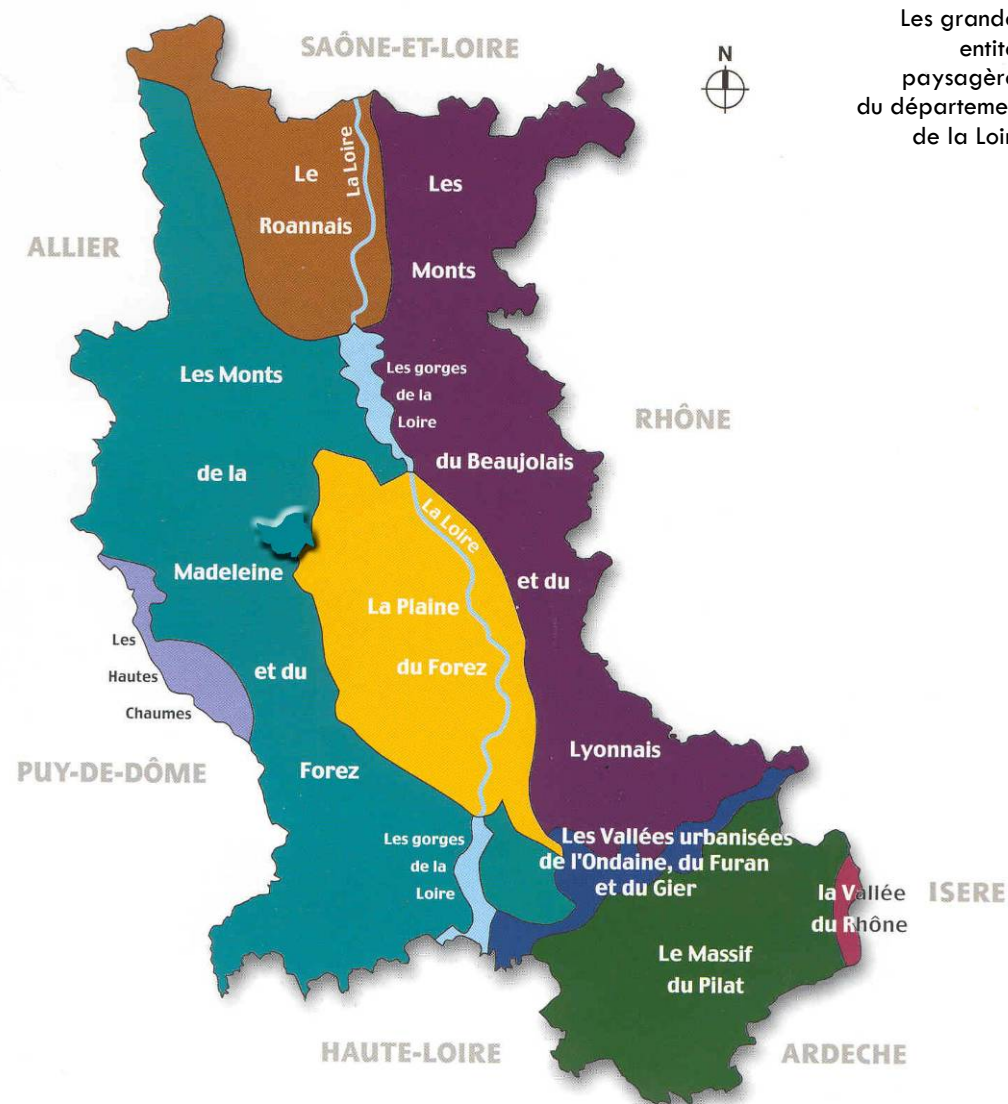 Les grande
entité
paysagère
du départeme
de la Loir
SAÔNE-ET-LOIRE
N
Le
Roannais
La Loire
Les
Monts
ALLIER
Les Monts
Les gorges
de la
Loire
RHÔNE
de la
du Beaujolais
La Loire
Madeleine
La Plaine
et du
Les
Hautes
Chaumes
et du
du Forez
PUY-DE-DÔME
Forez
Lyonnais
Les gorges
de la
Loire
Les Vallées urbanisées
de l'Ondaine, du Furan
et du Gier
la Vallée
du Rhône
ISERE
Le Massif
du Pilat
HAUTE-LOIRE
ARDECHE